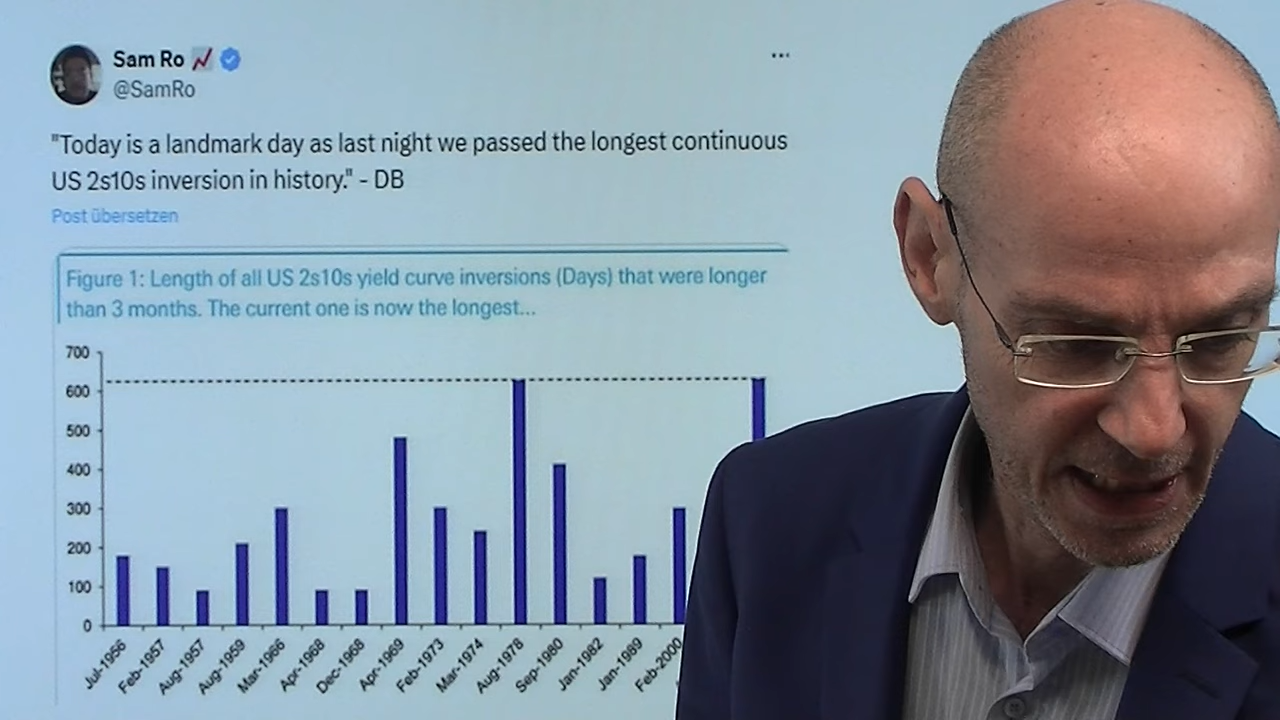 Sam Ro
@SamRo
...
"Today is a landmark day as last night we passed the longest continuous
US 2s10s inversion in history." - DB
Post übersetzen
Figure 1: Length of all US 2s10s yield curve inversions (Days) that were longer
than 3 months. The current one is now the longest...
700
600
500
400
300
200
100
0
Jul-1956
Feb-1957
Aug-1957
Aug-1959
Mar-1966
Apr-1968
Dec-1968
Apr-1969
Feb-1973
Mar-1974
Aug-1978
Sep-1980
Jan-1982
Jan-1989
Feb-2000